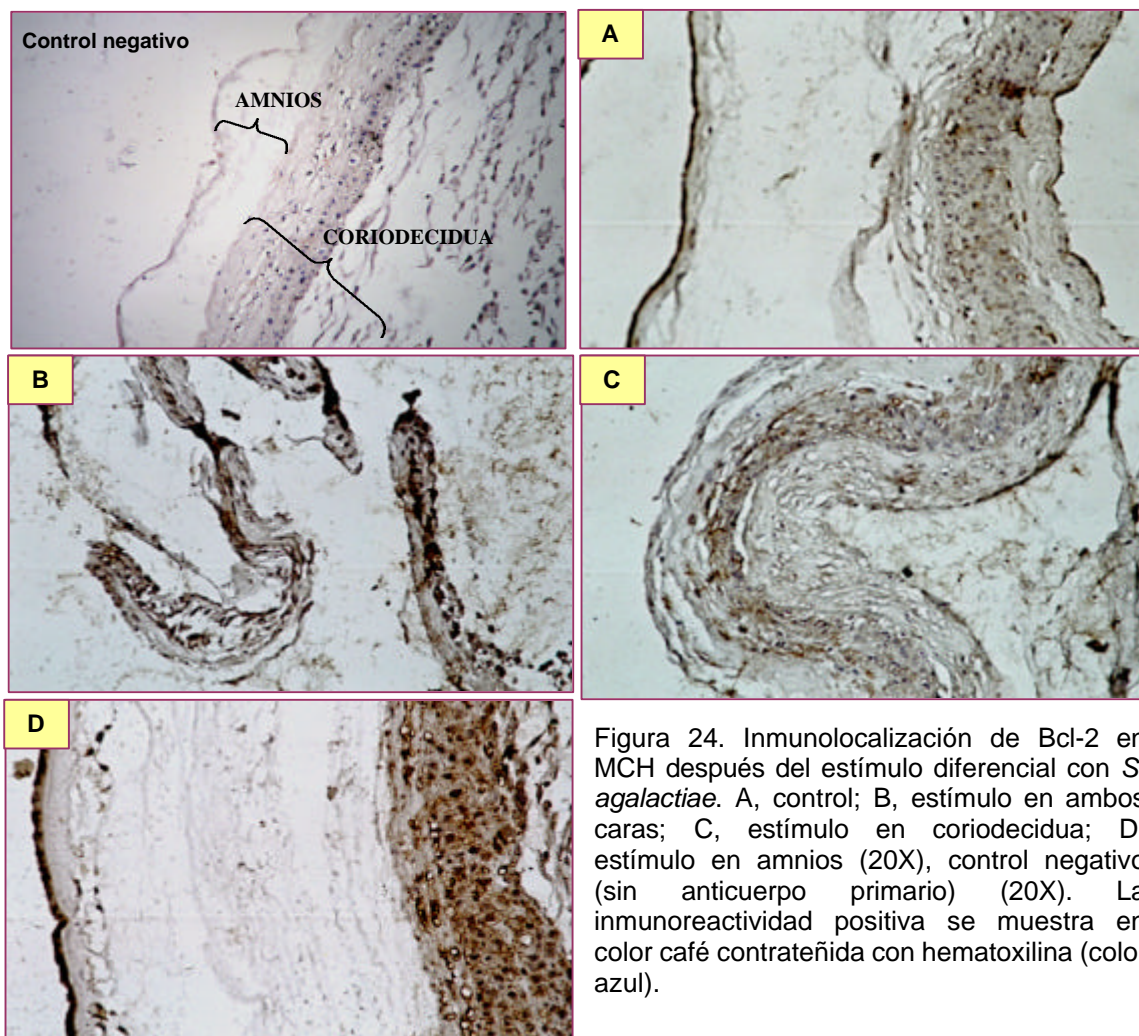 Control negativo
AMNIOS
CORIODECIDUA
A
B
C
D
Figura 24. Inmunolocalización de Bcl-2 en
MCH después del estímulo diferencial con S
agalactiae. A, control; B, estímulo en ambos
caras; C, estímulo en coriodecidua; D
estímulo en amnios (20X), control negativo
(sin anticuerpo primario) (20X). La
inmunoreactividad positiva se muestra en
color café contrateñida con hematoxilina (colo
azul).